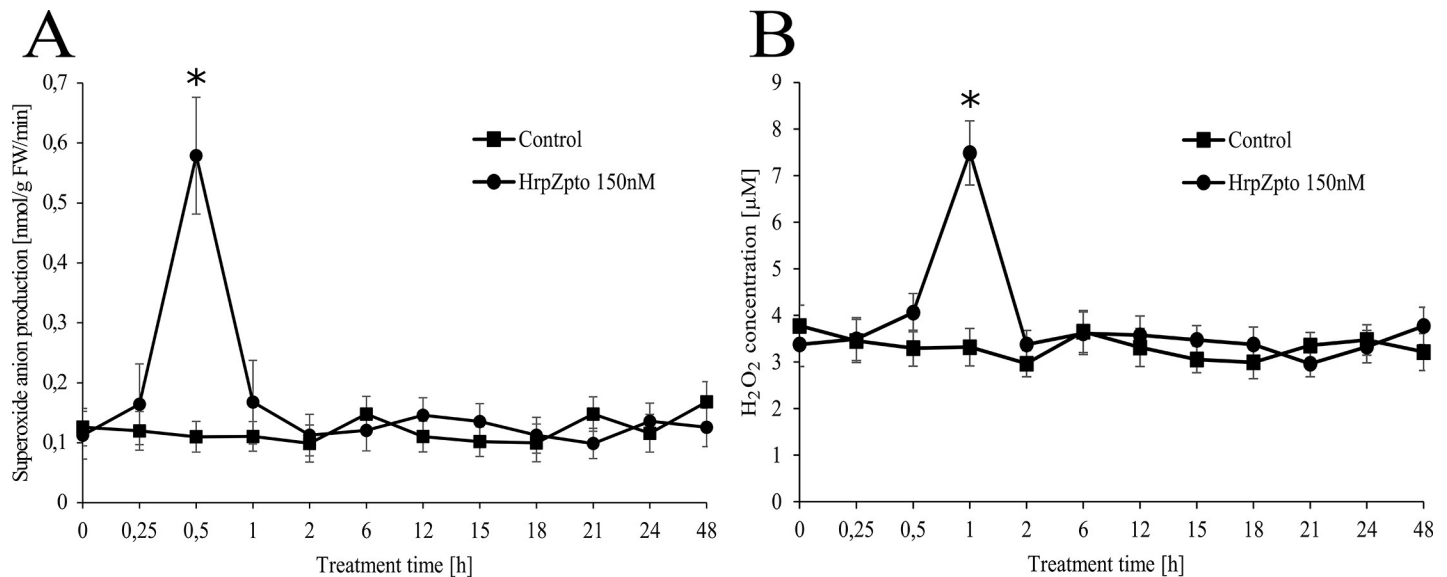 A
Superoxide anion production [nmol/g FW/min]
0,7
0,6
0,5
0,4
0,3
0,2
0,1
0
*
Control
HrpZpto 150nM
0 0,25 0,5 1 2 6 12 15 18 21 24 48
Treatment time [h]
B
H2O2 concentration [µM]
9
8
7
6
5
4
3
2
1
0
*
Control
HrpZpto 150nM
0 0,25 0,5 1 2 6 12 15 18 21 24 48
Treatment time [h]